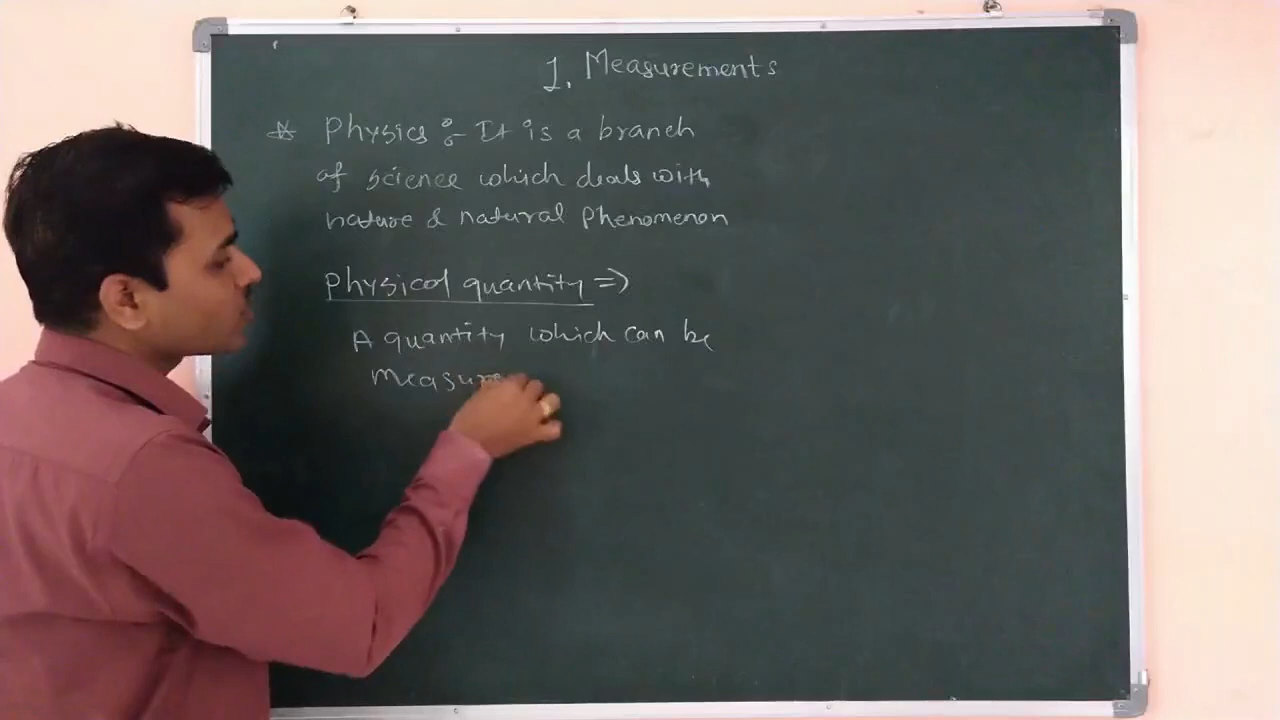 1. Measurements
* Physics :- It is a branch
of science which deals with
nature & natural Phenomenon
Physical quantity =>
A quantity which can be
measure